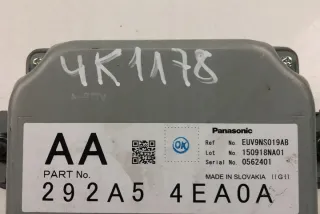 4K1178
Panasonic
AA
OK
Ref No EUV9NS019AB
Lot No 150918NA01
Serial No 0562401
PART No.
MADE IN SLOVAKIA
292A5 4EA0A